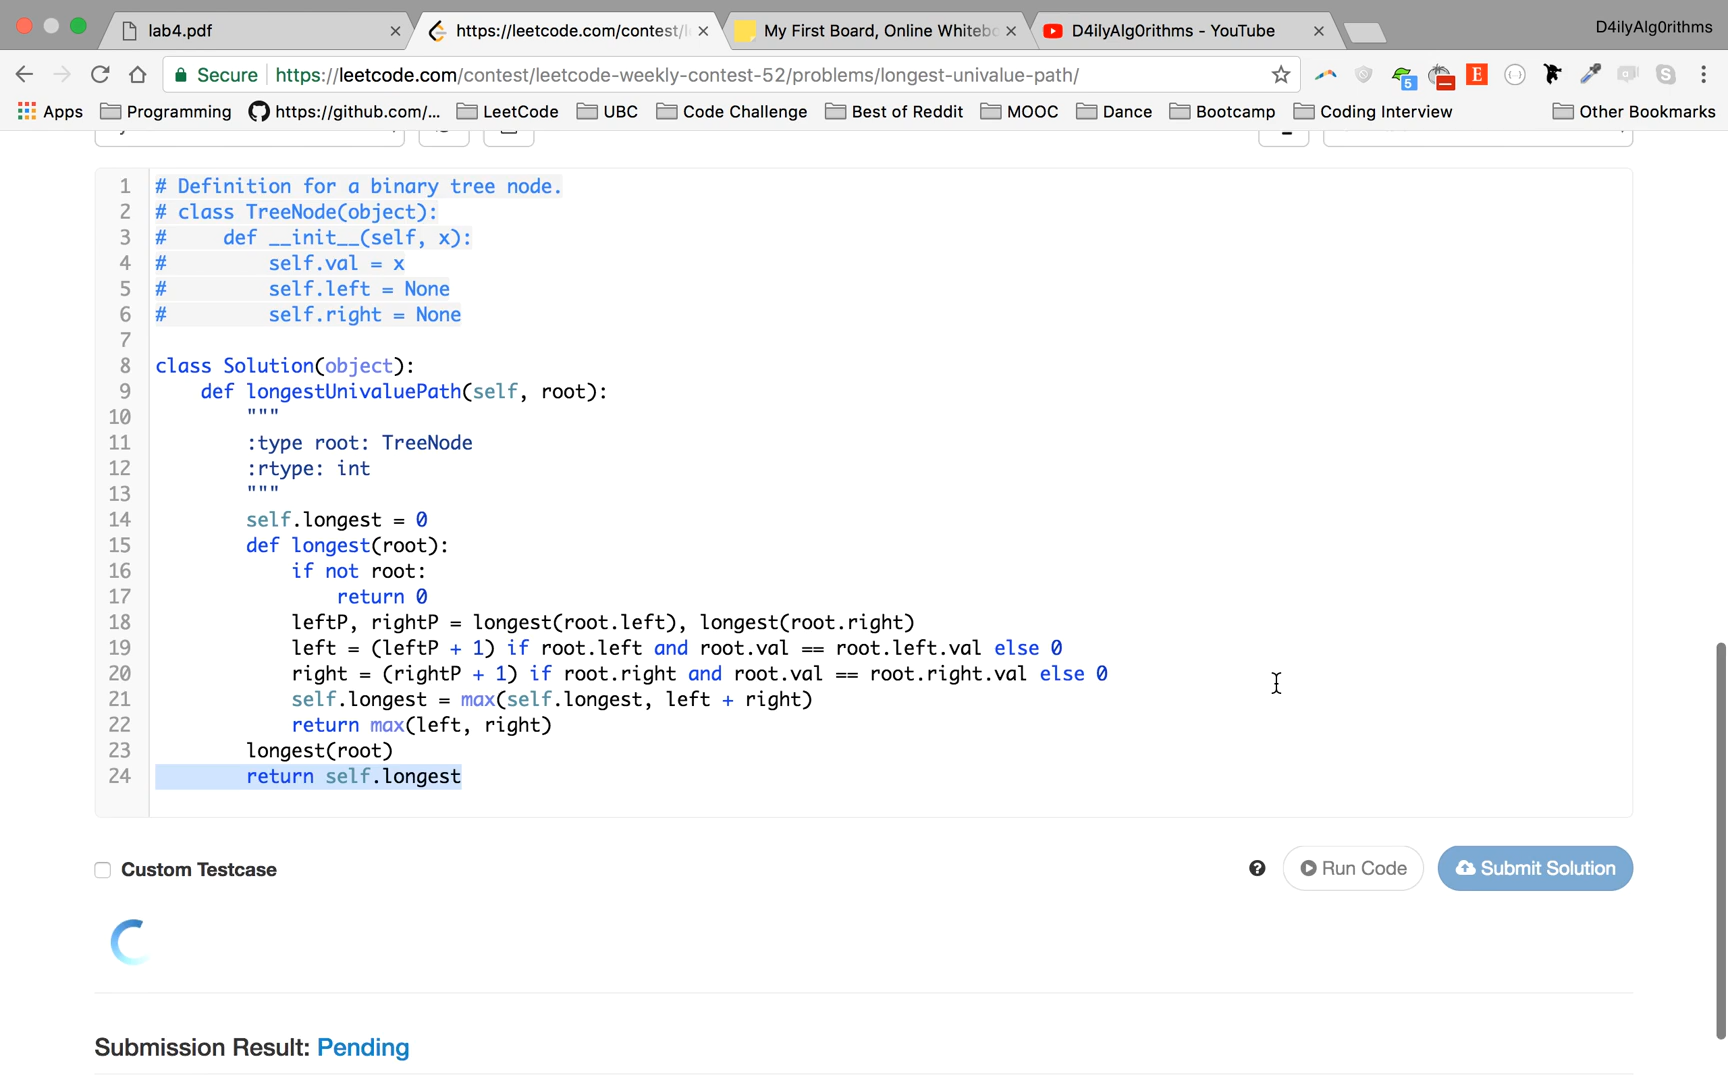 lab4.pdf
https://leetcode.com/contest/l
My First Board, Online Whitebo
D4ilyAlg0rithms - YouTube
D4ilyAlg0rithms
Secure
https://leetcode.com/contest/leetcode-weekly-contest-52/problems/longest-univalue-path/
5
E
Apps
Programming
https://github.com/...
LeetCode
UBC
Code Challenge
Best of Reddit
MOOC
Dance
Bootcamp
Coding Interview
Other Bookmarks
1 # Definition for a binary tree node.
2 # class TreeNode(object):
3 #     def __init__(self, x):
4 #         self.val = x
5 #         self.left = None
6 #         self.right = None
7
8 class Solution(object):
9     def longestUnivaluePath(self, root):
10         """
11         :type root: TreeNode
12         :rtype: int
13         """
14         self.longest = 0
15         def longest(root):
16             if not root:
17                 return 0
18             leftP, rightP = longest(root.left), longest(root.right)
19             left = (leftP + 1) if root.left and root.val == root.left.val else 0
20             right = (rightP + 1) if root.right and root.val == root.right.val else 0
21             self.longest = max(self.longest, left + right)
22             return max(left, right)
23         longest(root)
24         return self.longest
Custom Testcase
Run Code
Submit Solution
Submission Result: Pending